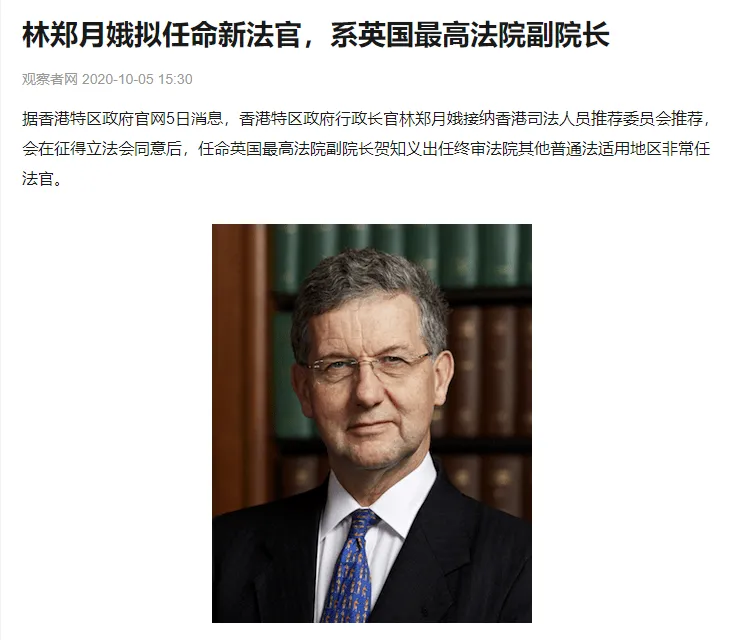 林郑月娥拟任命新法官，系英国最高法院副院长
观察者网 2020-10-05 15:30
据香港特区政府官网5日消息，香港特区政府行政长官林郑月娥接纳香港司法人员推荐委员会推荐，
会在征得立法会同意后，任命英国最高法院副院长贺知义出任终审法院其他普通法适用地区非常任
法官。